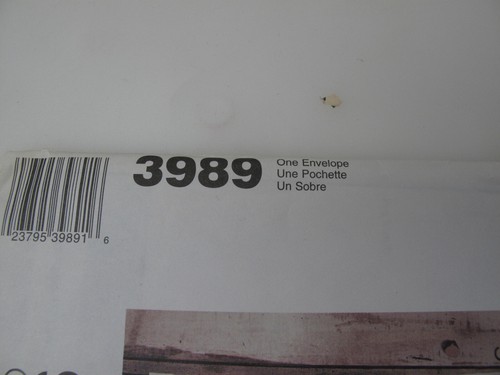 3989
One Envelope
Une Pochette
Un Sobre
23795 39891 6